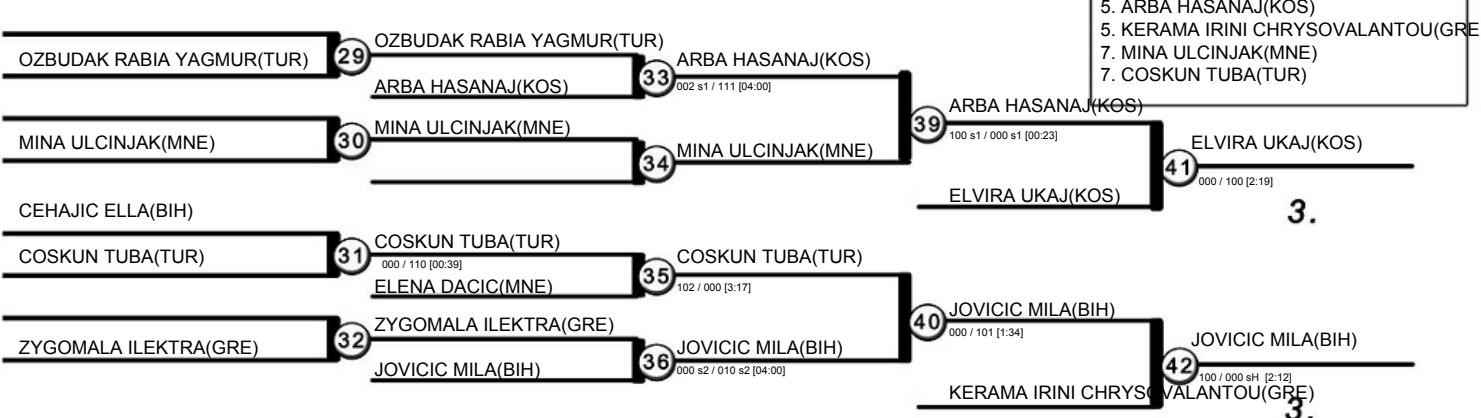 5. ARBA HASANAJ(KOS)
5. KERAMA IRINI CHRYSOVALANTOU(GRE
7. MINA ULCINJAK(MNE)
7. COSKUN TUBA(TUR)
OZBUDAK RABIA YAGMUR(TUR)
29
OZBUDAK RABIA YAGMUR(TUR)
ARBA HASANAJ(KOS)
33
ARBA HASANAJ(KOS)
002 s1 / 111 [04:00]
MINA ULCINJAK(MNE)
30
MINA ULCINJAK(MNE)
34
MINA ULCINJAK(MNE)
39
ARBA HASANAJ(KOS)
100 s1 / 000 s1 [00:23]
ELVIRA UKAJ(KOS)
41
ELVIRA UKAJ(KOS)
000 / 100 [2:19]
3.
CEHAJIC ELLA(BIH)
COSKUN TUBA(TUR)
31
COSKUN TUBA(TUR)
000 / 110 [00:39]
ELENA DACIC(MNE)
35
COSKUN TUBA(TUR)
102 / 000 [3:17]
ZYGOMALA ILEKTRA(GRE)
32
ZYGOMALA ILEKTRA(GRE)
JOVICIC MILA(BIH)
36
JOVICIC MILA(BIH)
000 s2 / 010 s2 [04:00]
40
JOVICIC MILA(BIH)
000 / 101 [1:34]
KERAMA IRINI CHRYSOVALANTOU(GRE)
42
JOVICIC MILA(BIH)
100 / 000 sH [2:12]
3.